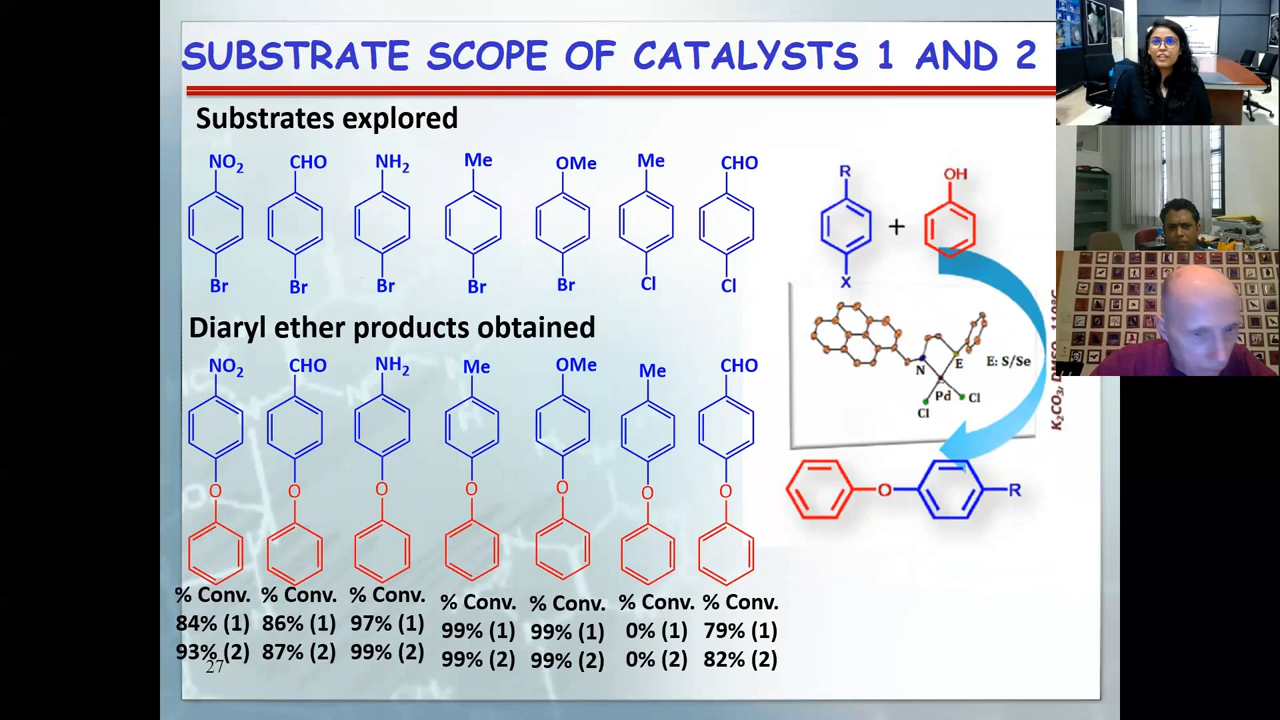 SUBSTRATE SCOPE OF CATALYSTS 1 AND 2
Substrates explored
NO2 CHO NH2 Me OMe Me CHO
Br Br Br Br Br Cl Cl
Diaryl ether products obtained
NO2 CHO NH2 Me OMe Me CHO
O O O O O O O
% Conv. % Conv. % Conv. % Conv. % Conv. % Conv. % Conv.
84% (1) 86% (1) 97% (1) 99% (1) 99% (1) 0% (1) 79% (1)
93% (2) 87% (2) 99% (2) 99% (2) 99% (2) 0% (2) 82% (2)
27
R OH
+
X
N E E: S/Se
Pd Cl
Cl
K2CO3/ DMSO
O R